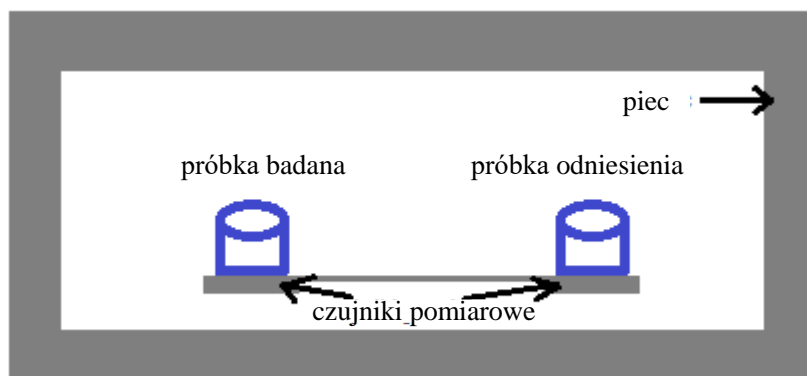 piec
próbka badana
próbka odniesienia
czujniki pomiarowe